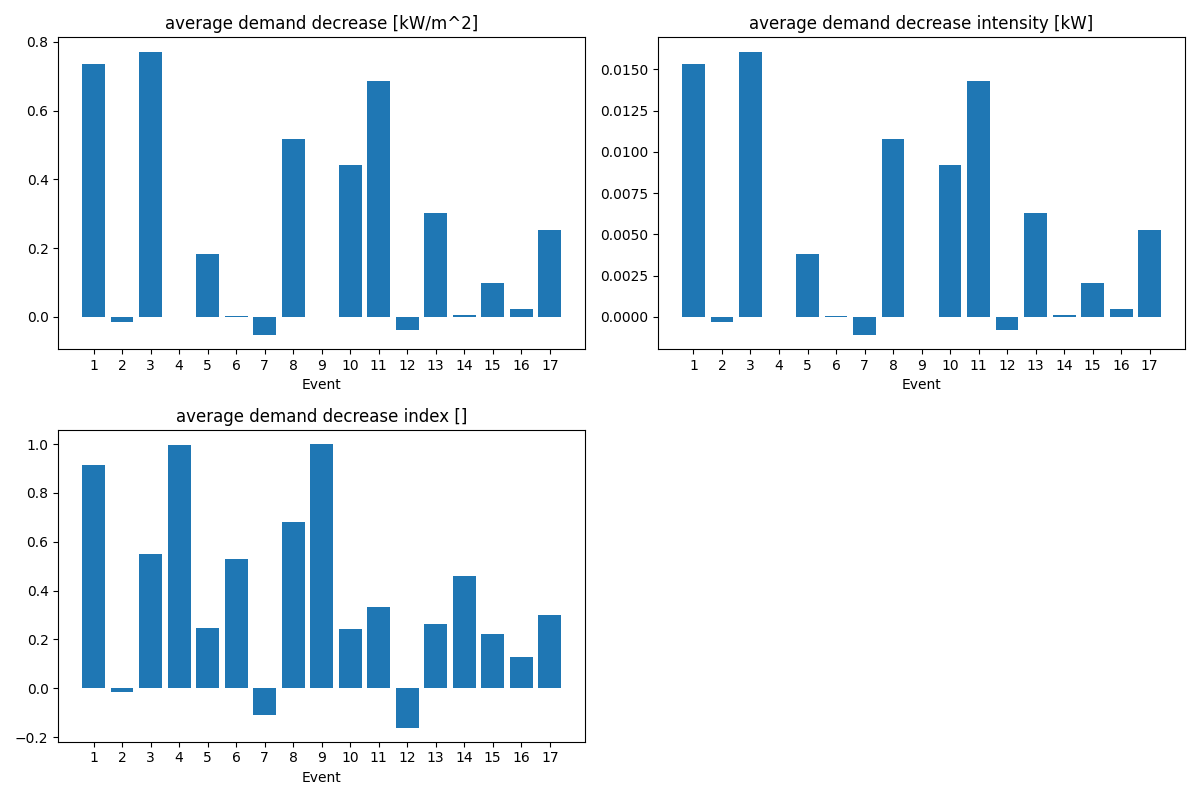 average demand decrease [kW/m^2]
0.8
0.6
0.4
0.2
0.0
1 2 3 4 5 6 7 8 9 10 11 12 13 14 15 16 17
Event
average demand decrease intensity [kW]
0.0150
0.0125
0.0100
0.0075
0.0050
0.0025
0.0000
1 2 3 4 5 6 7 8 9 10 11 12 13 14 15 16 17
Event
average demand decrease index []
1.0
0.8
0.6
0.4
0.2
0.0
−0.2
1 2 3 4 5 6 7 8 9 10 11 12 13 14 15 16 17
Event